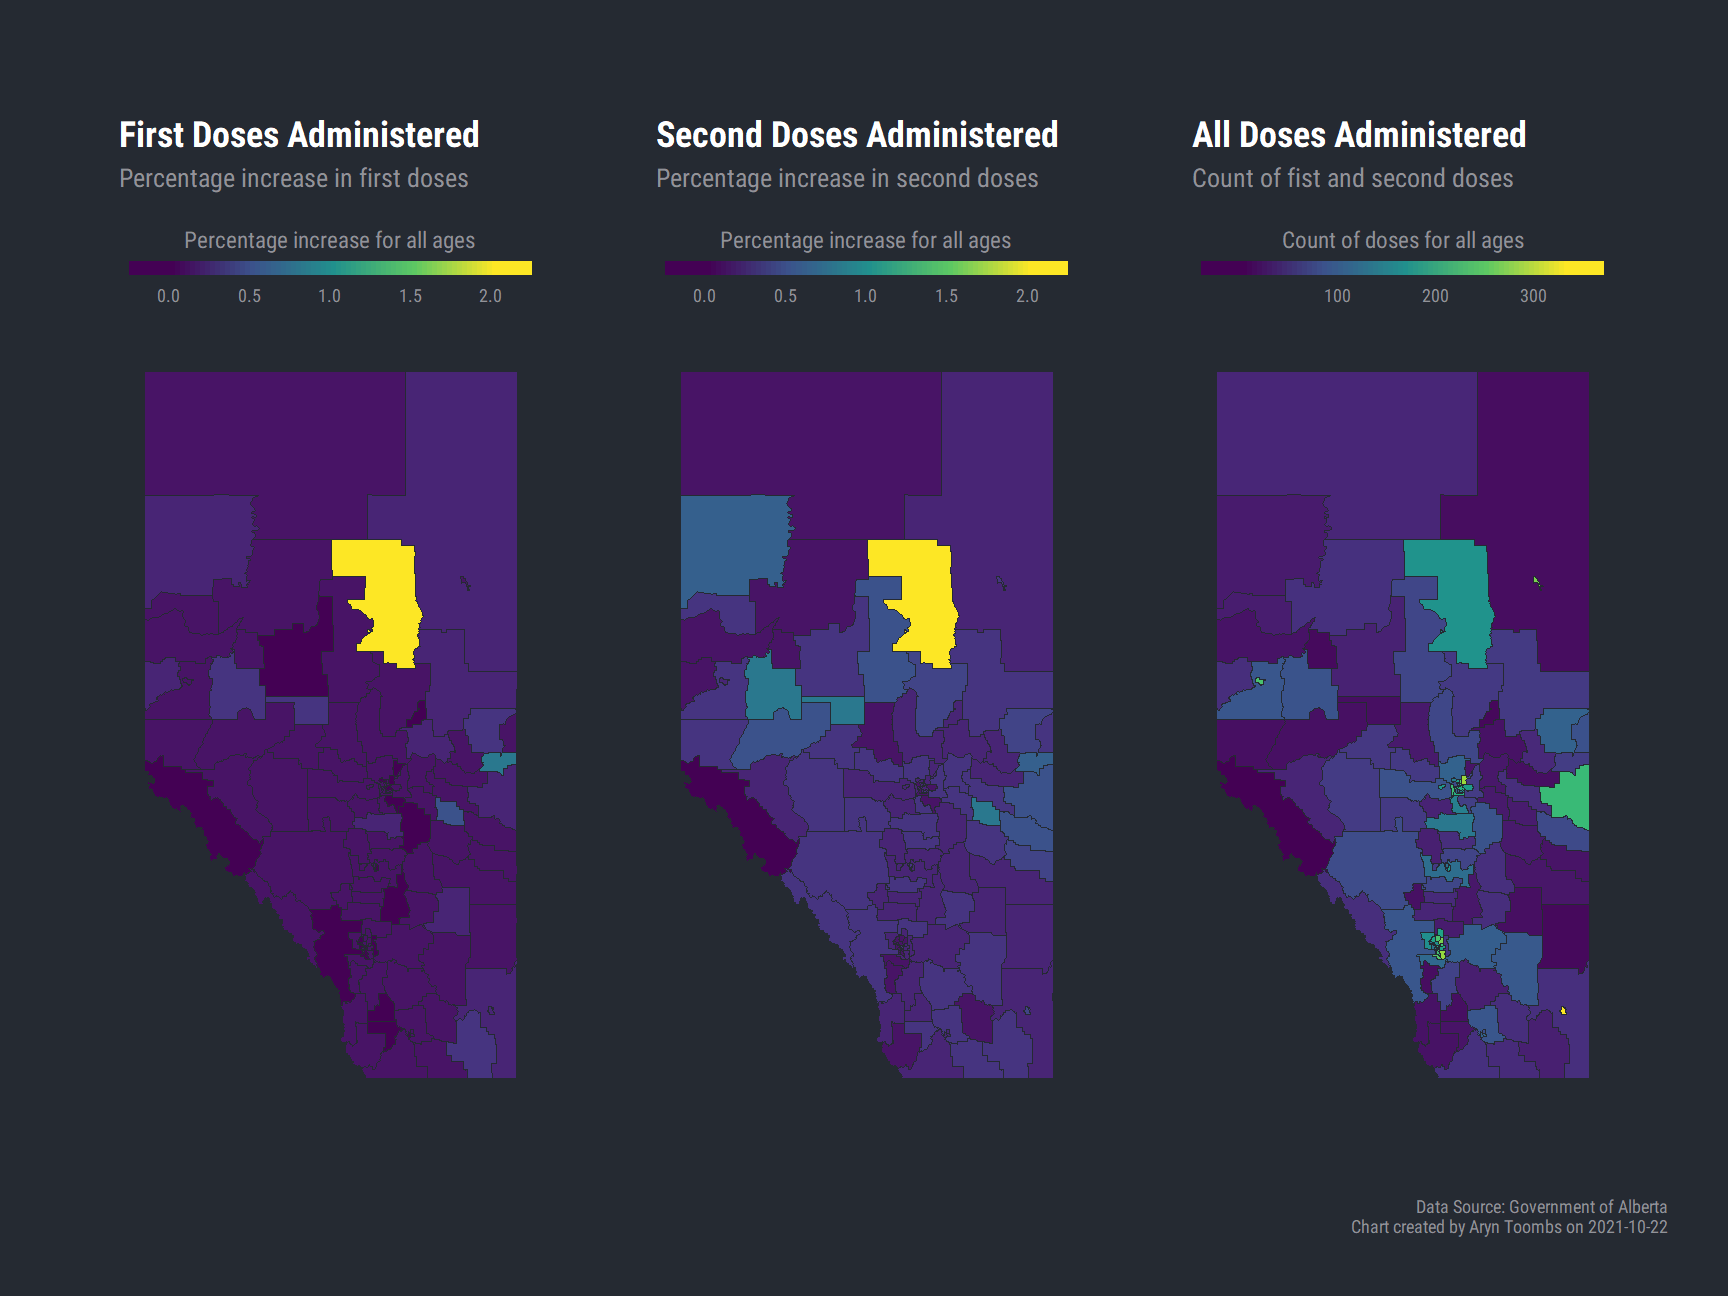 First Doses Administered
Percentage increase in first doses
Percentage increase for all ages
0.0 0.5 1.0 1.5 2.0
Second Doses Administered
Percentage increase in second doses
Percentage increase for all ages
0.0 0.5 1.0 1.5 2.0
All Doses Administered
Count of fist and second doses
Count of doses for all ages
100 200 300
Data Source: Government of Alberta
Chart created by Aryn Toombs on 2021-10-22